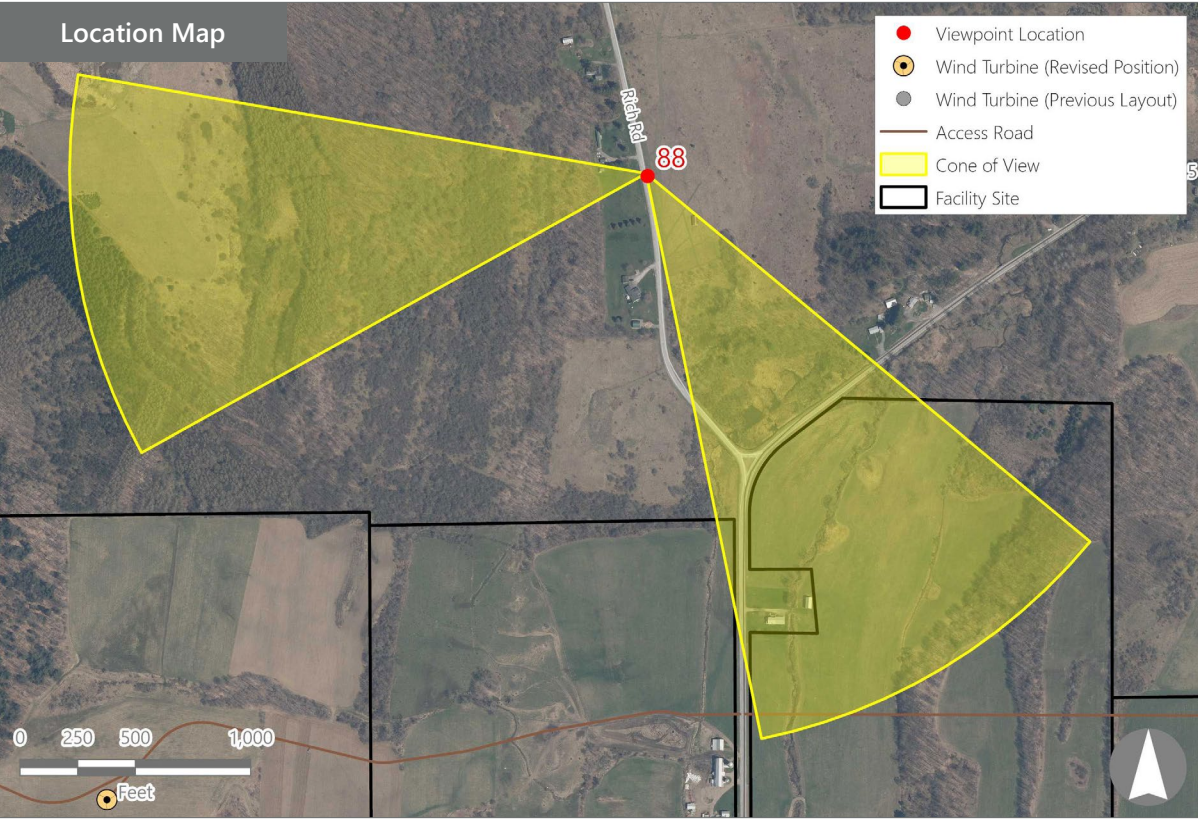 Location Map
Viewpoint Location
Wind Turbine (Revised Position)
Wind Turbine (Previous Layout)
Access Road
Cone of View
Facility Site
Rich Rd
88
5
0 250 500 1,000
Feet